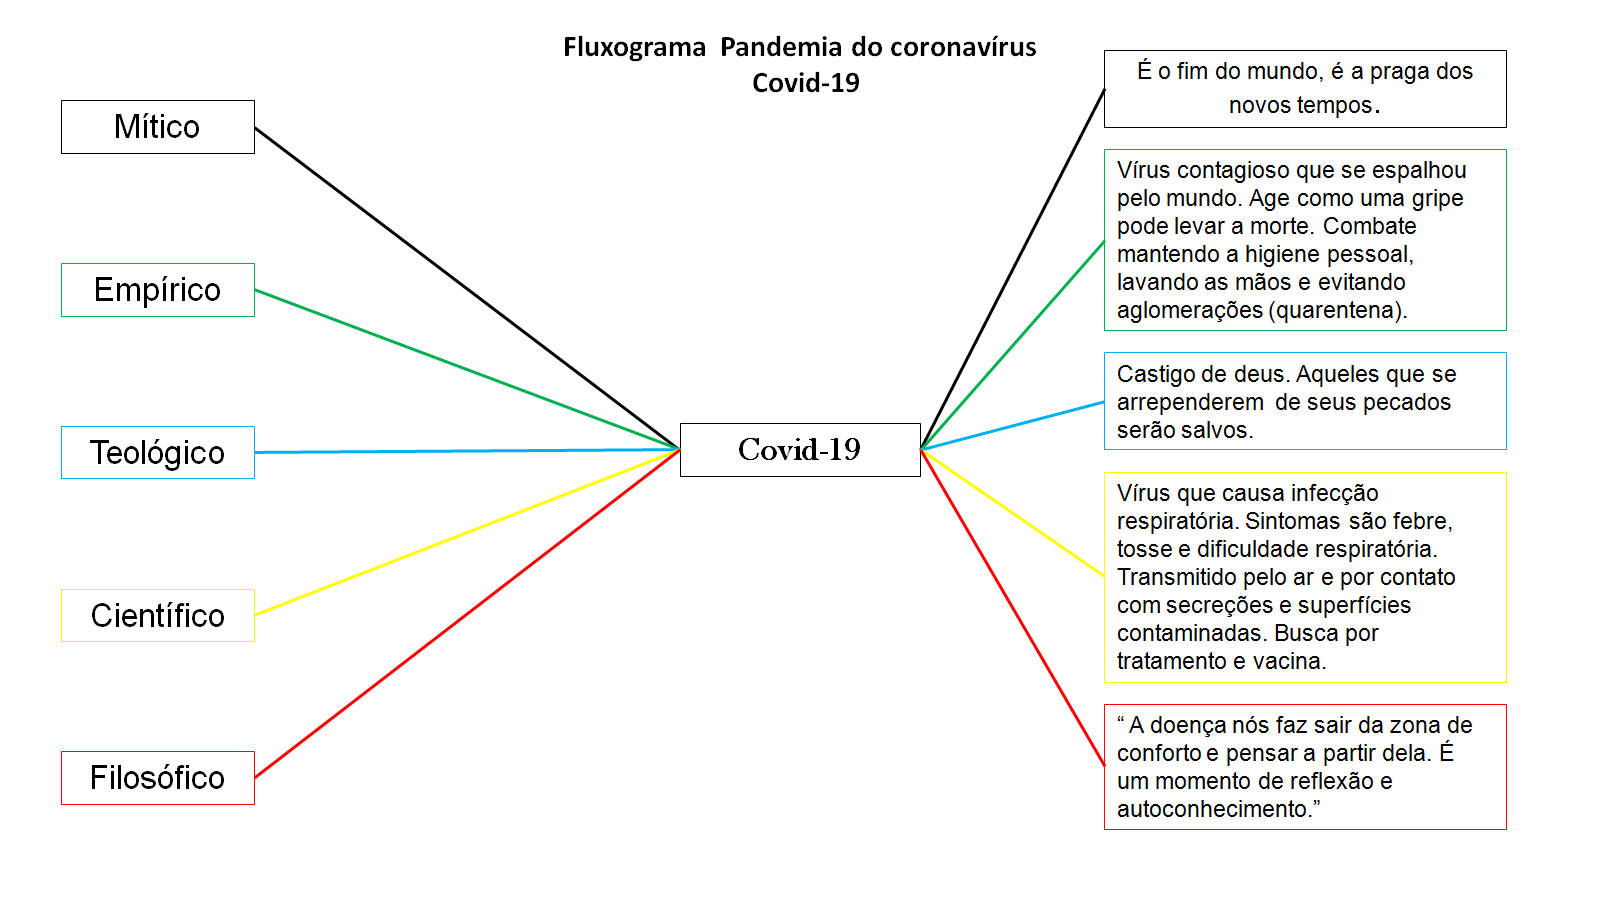 Fluxograma Pandemia do coronavírus
Covid-19
Mítico
Empírico
Teológico
Científico
Filosófico
Covid-19
É o fim do mundo, é a praga dos
novos tempos.
Vírus contagioso que se espalhou
pelo mundo. Age como uma gripe
pode levar a morte. Combate
mantendo a higiene pessoal,
lavando as mãos e evitando
aglomerações (quarentena).
Castigo de deus. Aqueles que se
arrependerem de seus pecados
serão salvos.
Vírus que causa infecção
respiratória. Sintomas são febre,
tosse e dificuldade respiratória.
Transmitido pelo ar e por contato
com secreções e superfícies
contaminadas. Busca por
tratamento e vacina.
“ A doença nós faz sair da zona de
conforto e pensar a partir dela. É
um momento de reflexão e
autoconhecimento.”